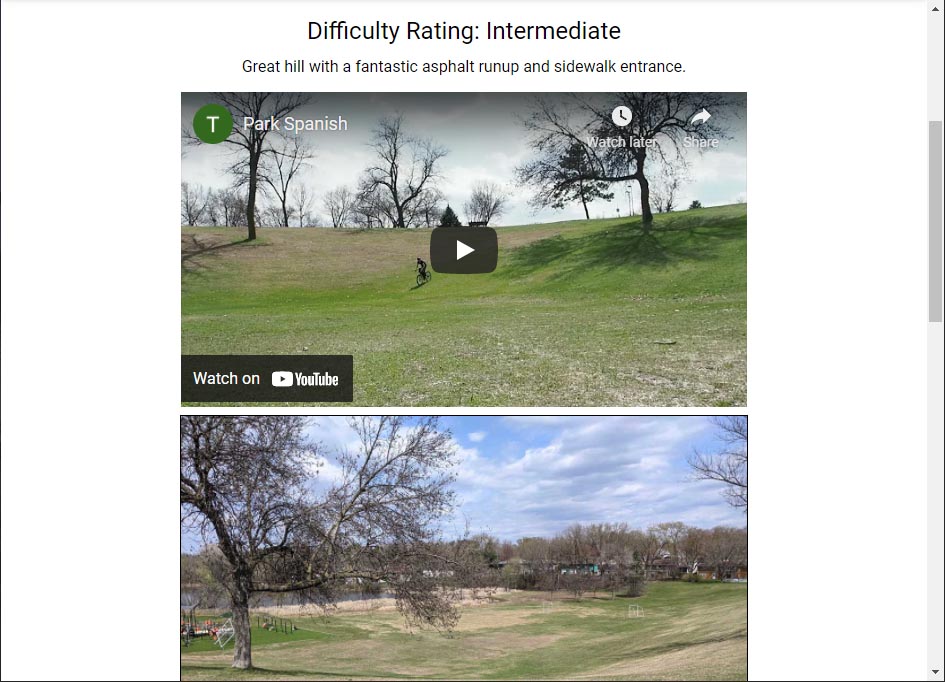 Difficulty Rating: Intermediate
Great hill with a fantastic asphalt runup and sidewalk entrance.
T
Park Spanish
Watch later
Share
Watch on YouTube